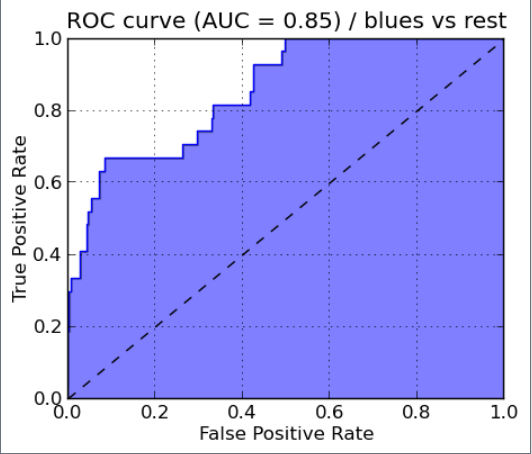 ROC curve (AUC = 0.85) / blues vs rest
1.0
0.8
0.6
0.4
0.2
0.0
True Positive Rate
0.0 0.2 0.4 0.6 0.8 1.0
False Positive Rate